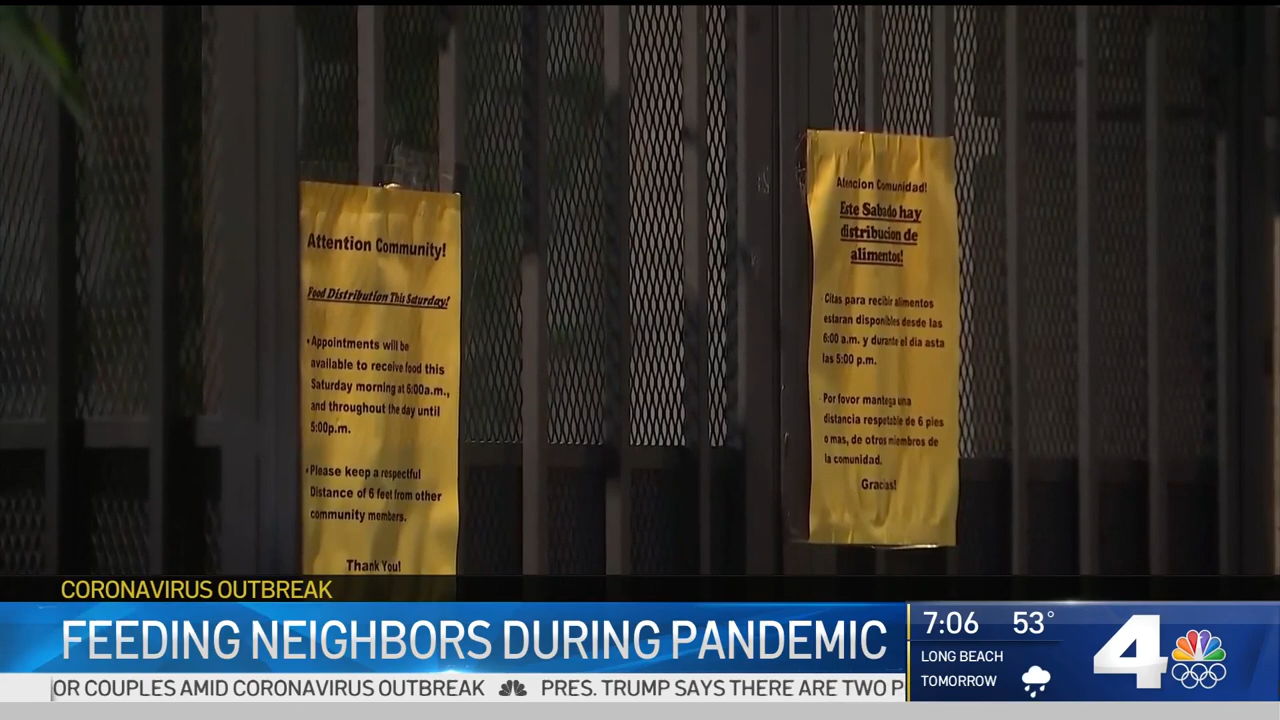 Attention Community!
Food Distribution This Saturday!
• Appointments will be
available to receive food this
Saturday morning at 6:00a.m.,
and throughout the day until
5:00p.m.
• Please keep a respectful
Distance of 6 feet from other
community members.
Thank You!
Atencion Comunidad!
Este Sabado hay
distribucion de
alimentos!
Citas para recibir alimentos
estaran disponibles desde las
6:00 a.m. y durante el dia asta
las 5:00 p.m.
Por favor mantega una
distancia respetable de 6 pies
o mas, de otros miembros de
la comunidad.
Gracias!
CORONAVIRUS OUTBREAK
FEEDING NEIGHBORS DURING PANDEMIC
7:06 53°
LONG BEACH
TOMORROW
4
OR COUPLES AMID CORONAVIRUS OUTBREAK PRES. TRUMP SAYS THERE ARE TWO P